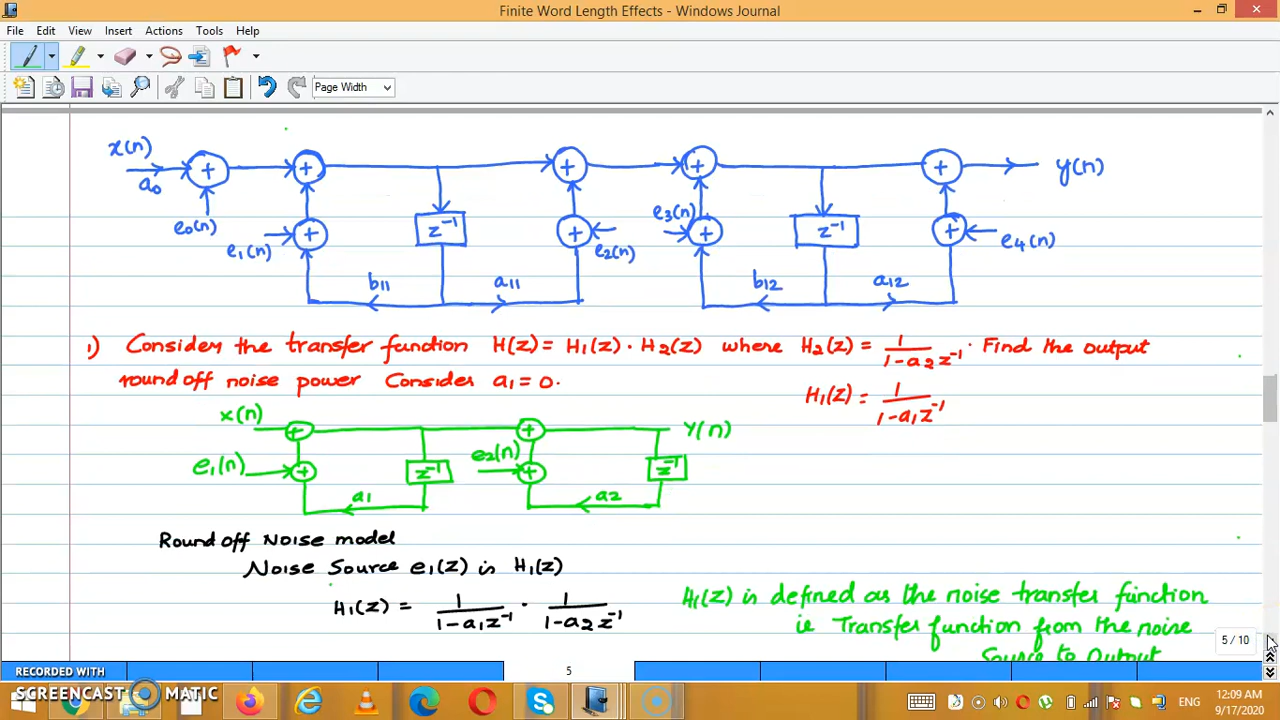 Finite Word Length Effects - Windows Journal
File Edit View Insert Actions Tools Help
Page Width
x(n)
a0
e0(n)
e1(n)
z⁻¹
b11
a11
e2(n)
e3(n)
z⁻¹
b12
a12
e4(n)
y(n)
1) Consider the transfer function H(z) = H1(z) · H2(z) where H2(z) = 1/(1-a2z⁻¹) · Find the output
round off noise power Consider a1 = 0.
H1(z) = 1/(1-a1z⁻¹)
x(n)
e1(n)
z⁻¹
a1
e2(n)
z⁻¹
a2
y(n)
Round off Noise model
Noise Source e1(z) is H1(z)
H1(z) = 1/(1-a1z⁻¹) · 1/(1-a2z⁻¹)
H1(z) is defined as the noise transfer function
ie Transfer function from the noise
Source to Output
5 / 10
5
RECORDED WITH
SCREENCAST MATIC
ENG
12:09 AM
9/17/2020